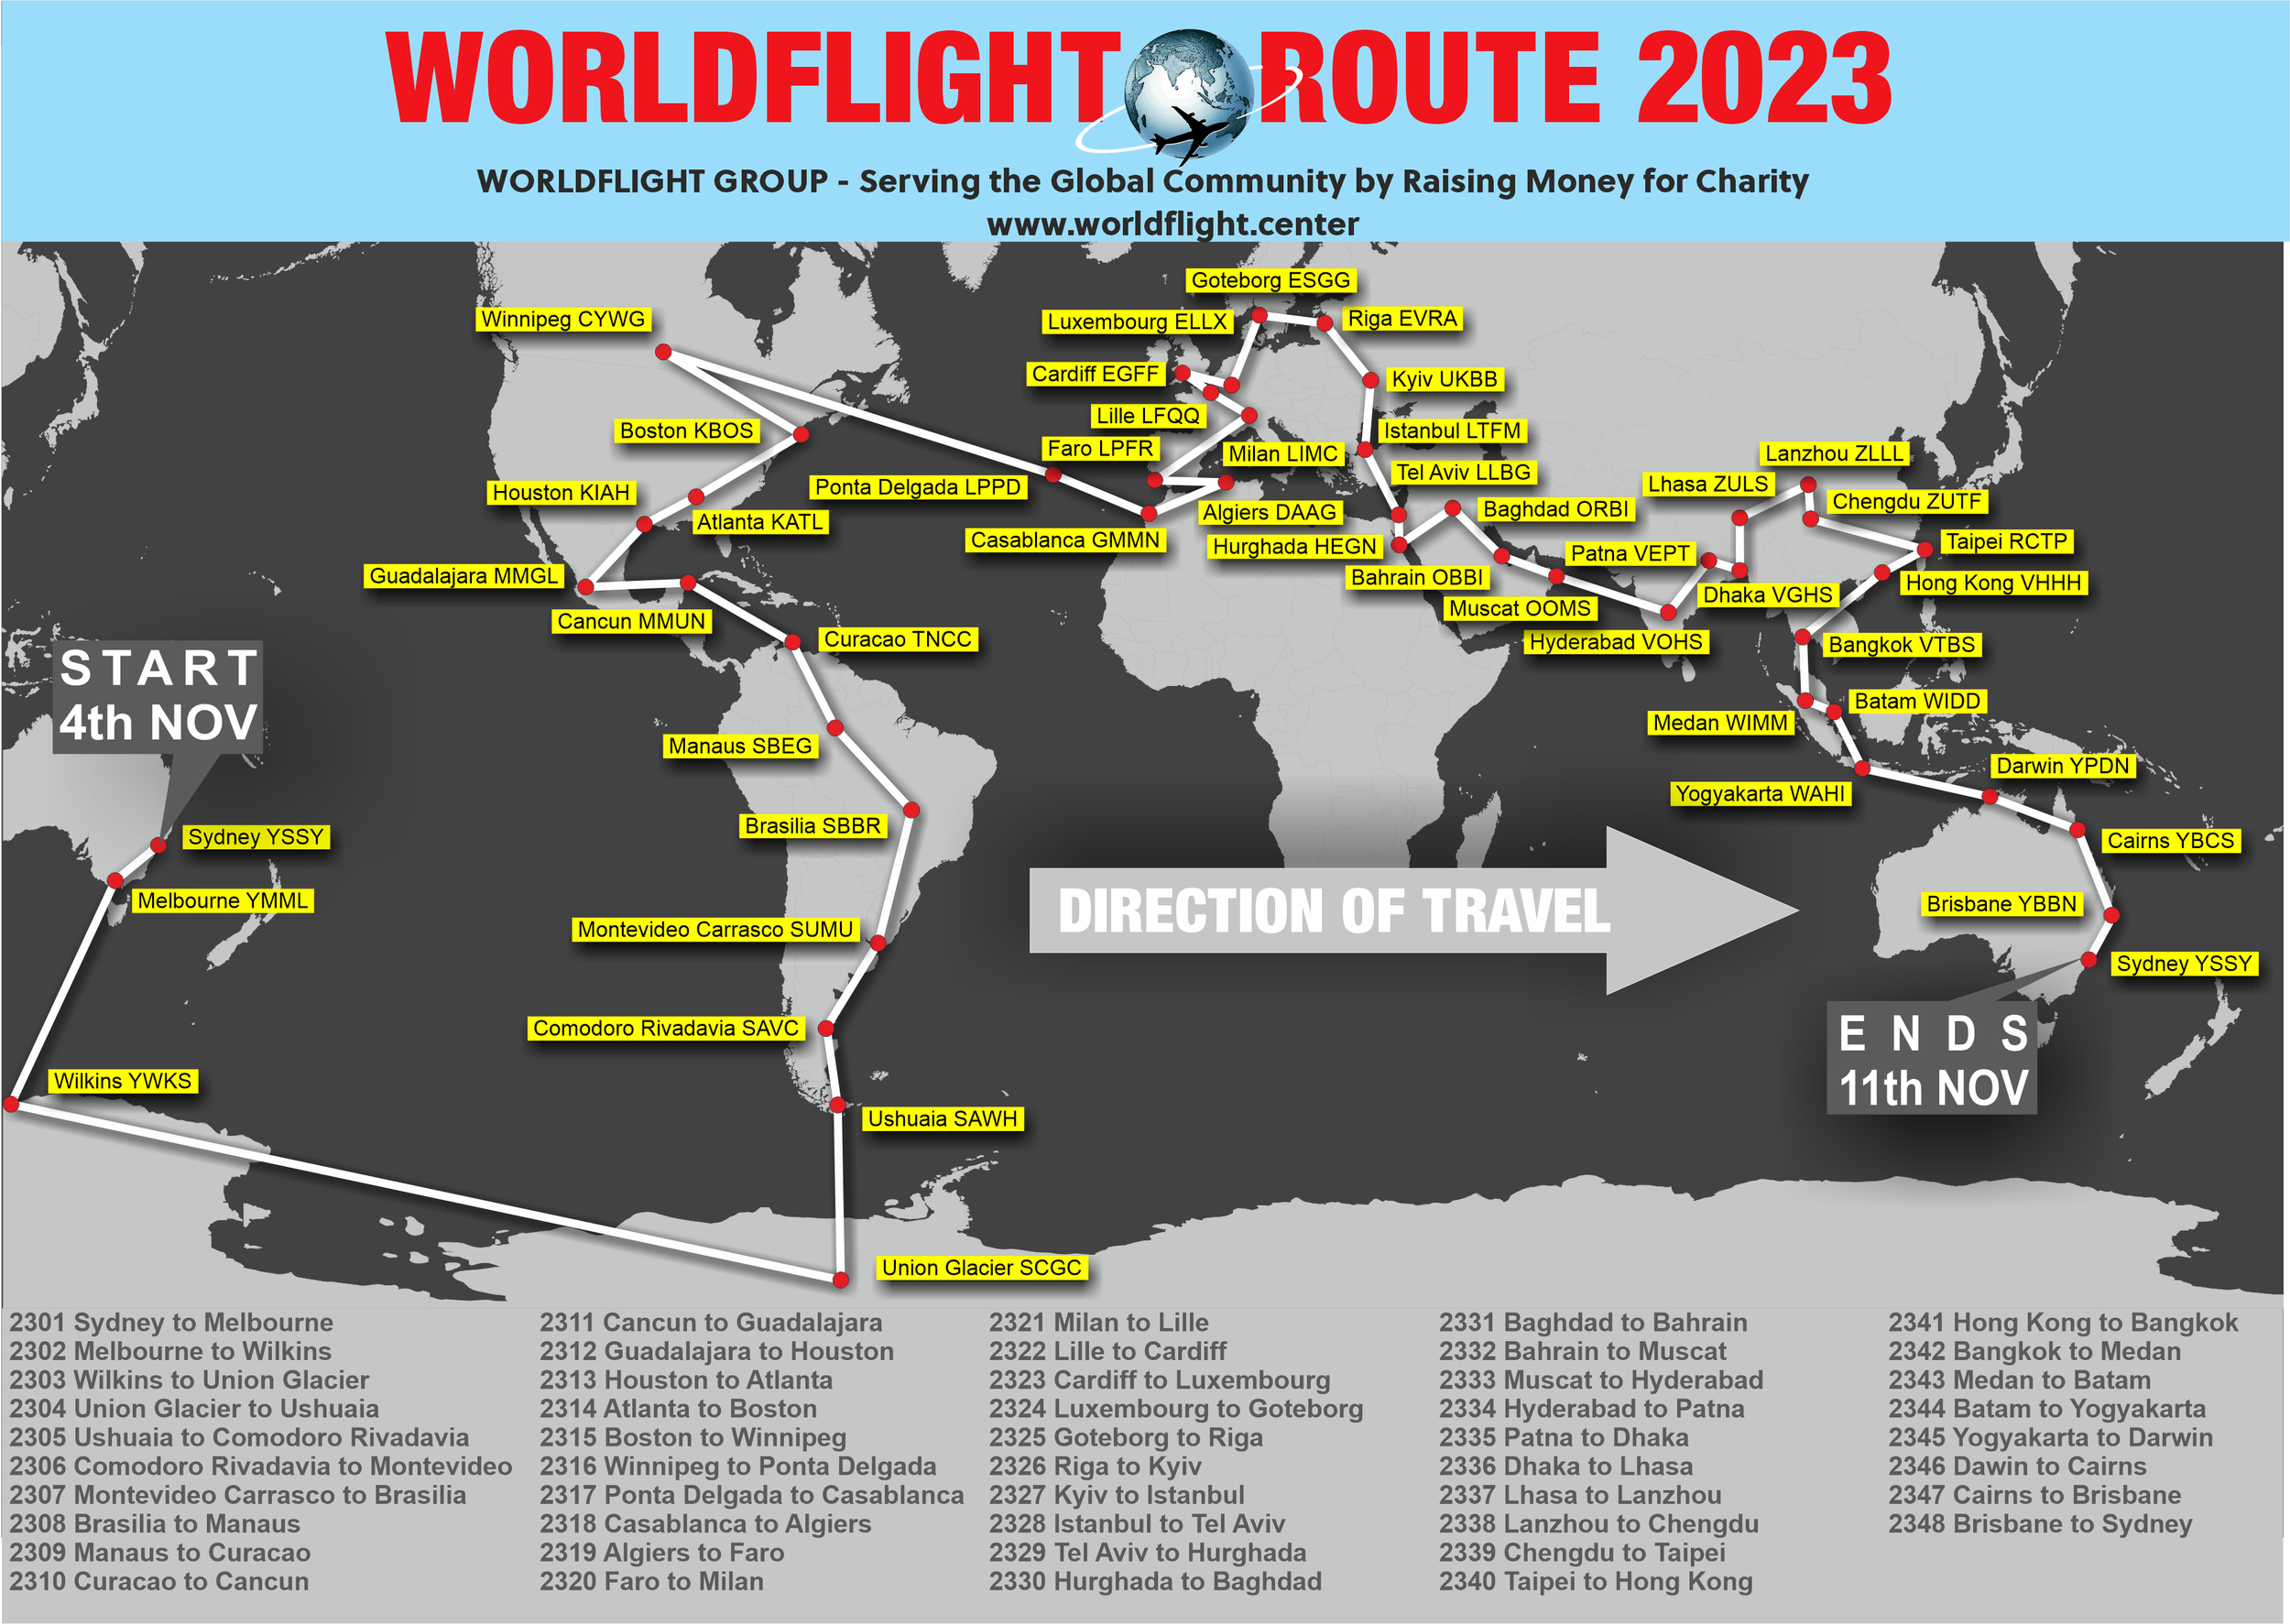 WORLDFLIGHT ROUTE 2023
WORLDFLIGHT GROUP - Serving the Global Community by Raising Money for Charity
www.worldflight.center
Goteborg ESGG
Winnipeg CYWG
Luxembourg ELLX
Riga EVRA
Cardiff EGFF
Kyiv UKBB
Lille LFQQ
Boston KBOS
Istanbul LTFM
Faro LPFR
Milan LIMC
Lanzhou ZLLL
Tel Aviv LLBG
Lhasa ZULS
Ponta Delgada LPPD
Houston KIAH
Chengdu ZUTF
Baghdad ORBI
Algiers DAAG
Atlanta KATL
Casablanca GMMN
Taipei RCTP
Hurghada HEGN
Patna VEPT
Guadalajara MMGL
Bahrain OBBI
Hong Kong VHHH
Dhaka VGHS
Muscat OOMS
Cancun MMUN
Curacao TNCC
Hyderabad VOHS
Bangkok VTBS
START
4th NOV
Batam WIDD
Medan WIMM
Manaus SBEG
Darwin YPDN
Yogyakarta WAHI
Brasilia SBBR
Sydney YSSY
Cairns YBCS
Melbourne YMML
Brisbane YBBN
DIRECTION OF TRAVEL
Montevideo Carrasco SUMU
Sydney YSSY
Comodoro Rivadavia SAVC
ENDS
11th NOV
Wilkins YWKS
Ushuaia SAWH
Union Glacier SCGC
2301 Sydney to Melbourne
2302 Melbourne to Wilkins
2303 Wilkins to Union Glacier
2304 Union Glacier to Ushuaia
2305 Ushuaia to Comodoro Rivadavia
2306 Comodoro Rivadavia to Montevideo
2307 Montevideo Carrasco to Brasilia
2308 Brasilia to Manaus
2309 Manaus to Curacao
2310 Curacao to Cancun
2311 Cancun to Guadalajara
2312 Guadalajara to Houston
2313 Houston to Atlanta
2314 Atlanta to Boston
2315 Boston to Winnipeg
2316 Winnipeg to Ponta Delgada
2317 Ponta Delgada to Casablanca
2318 Casablanca to Algiers
2319 Algiers to Faro
2320 Faro to Milan
2321 Milan to Lille
2322 Lille to Cardiff
2323 Cardiff to Luxembourg
2324 Luxembourg to Goteborg
2325 Goteborg to Riga
2326 Riga to Kyiv
2327 Kyiv to Istanbul
2328 Istanbul to Tel Aviv
2329 Tel Aviv to Hurghada
2330 Hurghada to Baghdad
2331 Baghdad to Bahrain
2332 Bahrain to Muscat
2333 Muscat to Hyderabad
2334 Hyderabad to Patna
2335 Patna to Dhaka
2336 Dhaka to Lhasa
2337 Lhasa to Lanzhou
2338 Lanzhou to Chengdu
2339 Chengdu to Taipei
2340 Taipei to Hong Kong
2341 Hong Kong to Bangkok
2342 Bangkok to Medan
2343 Medan to Batam
2344 Batam to Yogyakarta
2345 Yogyakarta to Darwin
2346 Dawin to Cairns
2347 Cairns to Brisbane
2348 Brisbane to Sydney